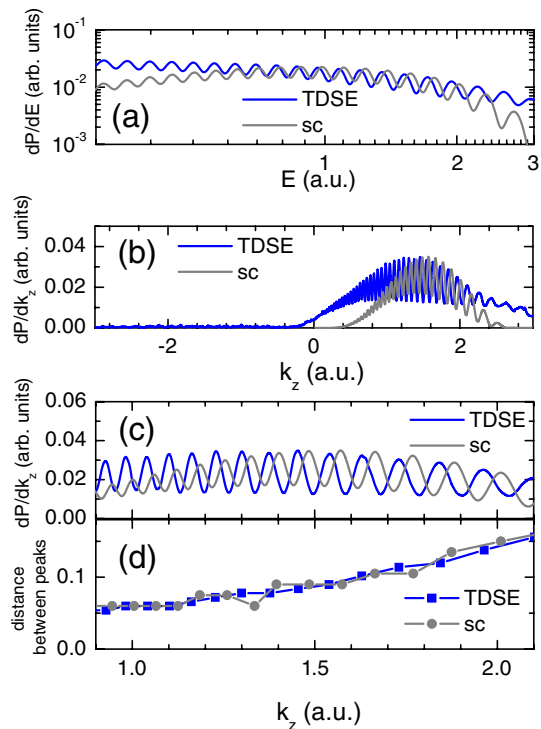 dP/dE (arb. units)
10^-1
10^-2
10^-3
(a)
TDSE
sc
1
2
3
E (a.u.)
dP/dk_z (arb. units)
0.04
0.02
0.00
(b)
TDSE
sc
-2
0
2
k_z (a.u.)
dP/dk_z (arb. units)
0.06
0.04
0.02
0.00
(c)
TDSE
sc
distance
between peaks
0.1
0.0
(d)
TDSE
sc
1.0
1.5
2.0
k_z (a.u.)